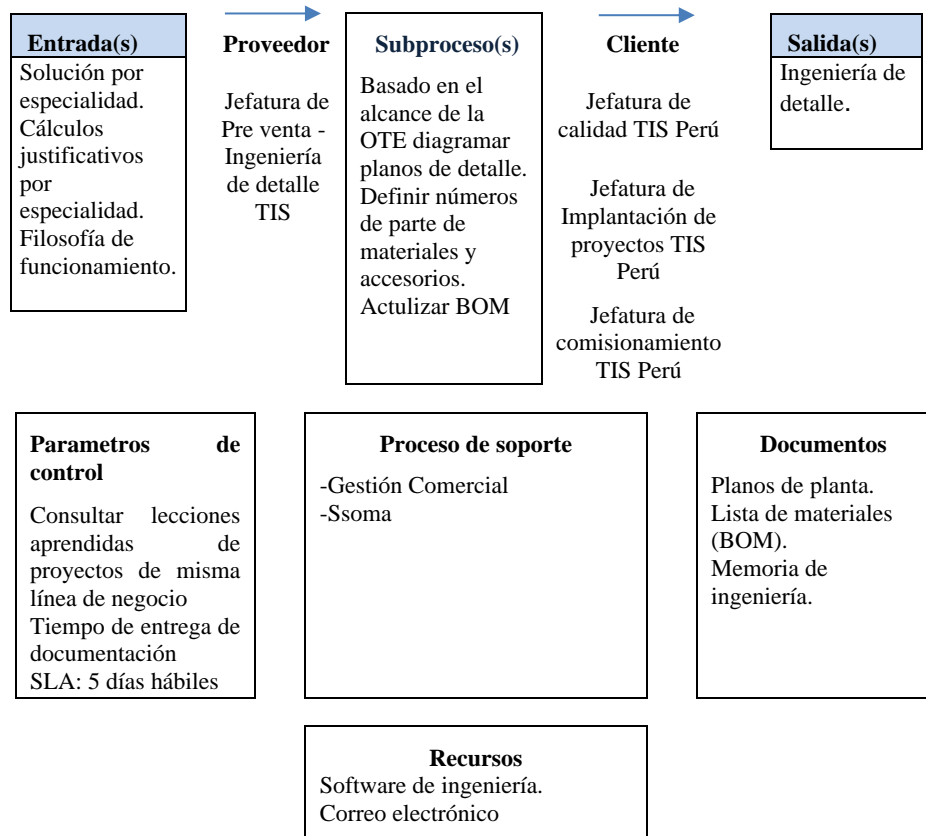 Entrada(s)
Solución por
especialidad.
Cálculos
justificativos
por
especialidad.
Filosofía de
funcionamiento.
Proveedor
Jefatura de
Pre venta -
Ingeniería
de detalle
TIS
Subproceso(s)
Basado en el
alcance de la
OTE diagramar
planos de detalle.
Definir números
de parte de
materiales y
accesorios.
Actulizar BOM
Cliente
Jefatura de
calidad TIS Perú
Jefatura de
Implantación de
proyectos TIS
Perú
Jefatura de
comisionamiento
TIS Perú
Salida(s)
Ingeniería de
detalle.
Parametros de
control
Consultar lecciones
aprendidas de
proyectos de misma
línea de negocio
Tiempo de entrega de
documentación
SLA: 5 días hábiles
Proceso de soporte
-Gestión Comercial
-Ssoma
Documentos
Planos de planta.
Lista de materiales
(BOM).
Memoria de
ingeniería.
Recursos
Software de ingeniería.
Correo electrónico